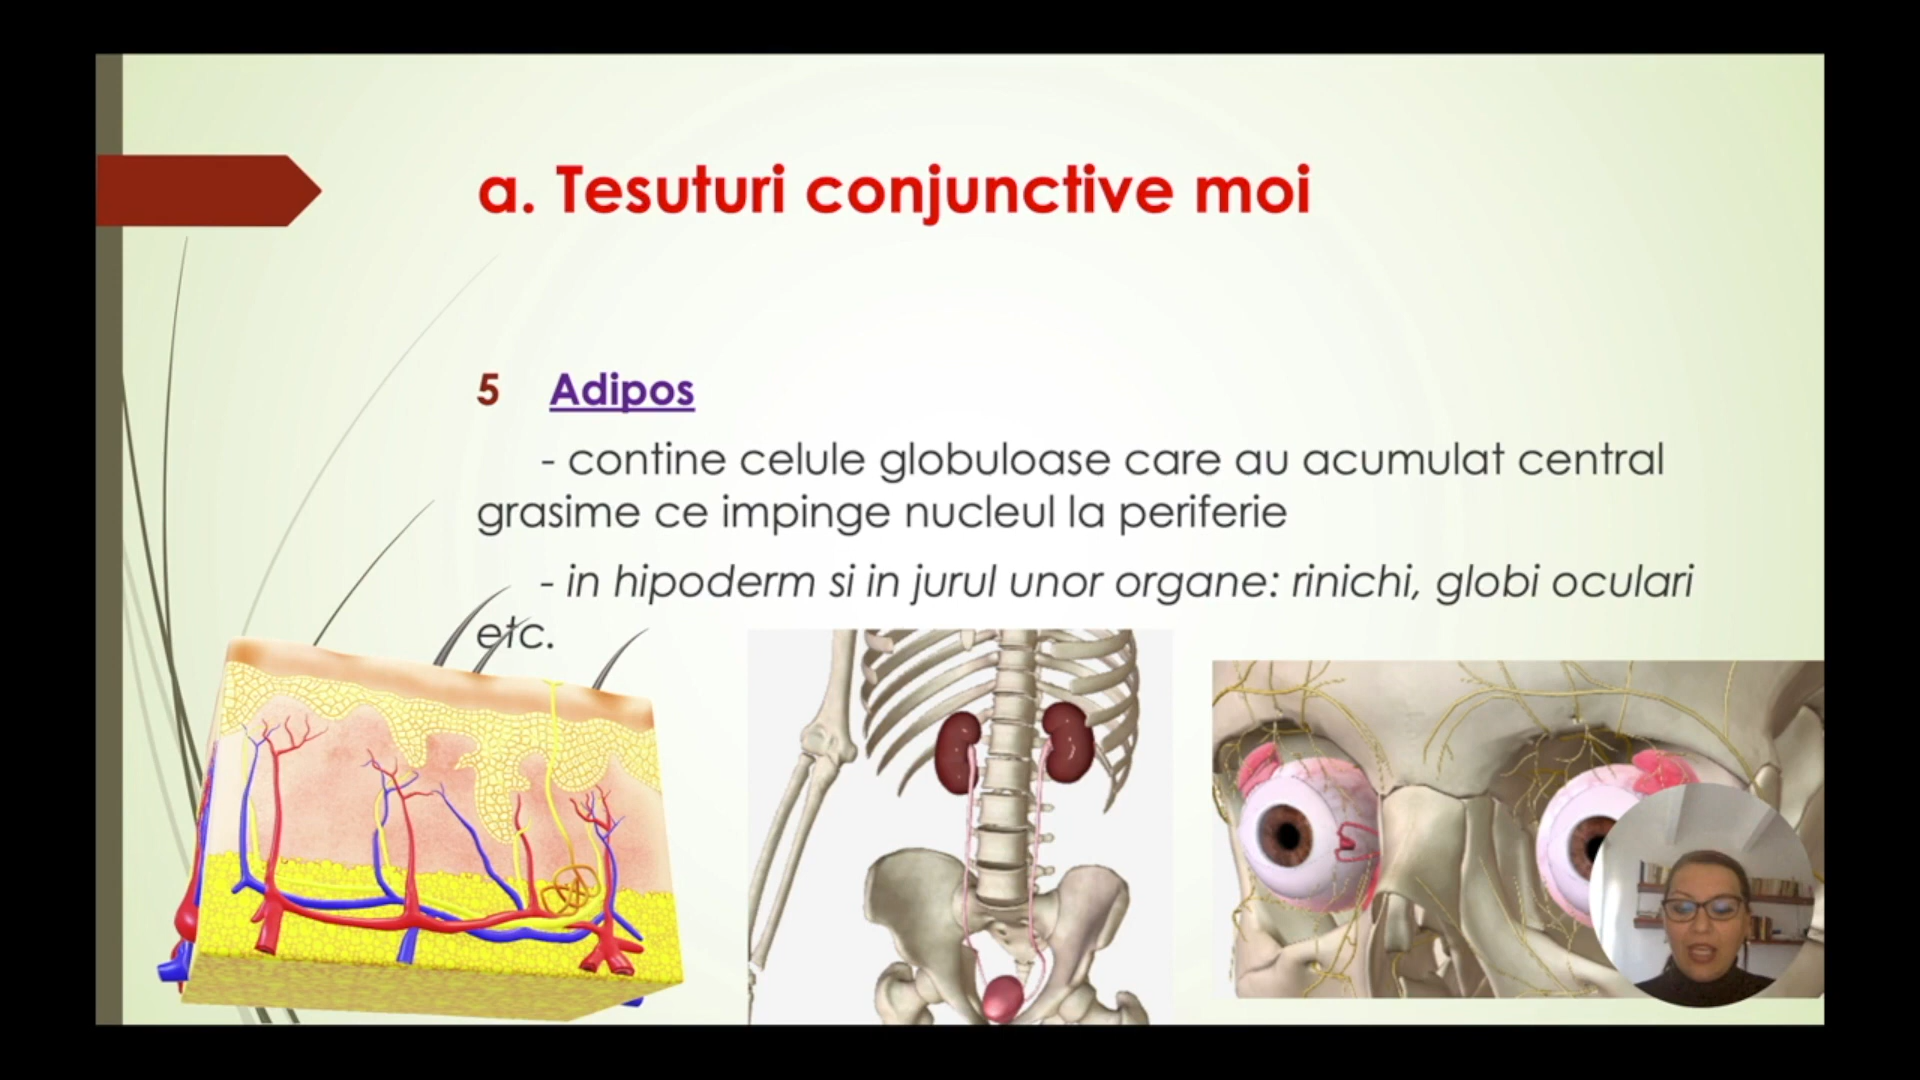 a. Tesuturi conjunctive moi
5 Adipos
- contine celule globuloase care au acumulat central
grasime ce impinge nucleul la periferie
- in hipoderm si in jurul unor organe: rinichi, globi oculari
etc.